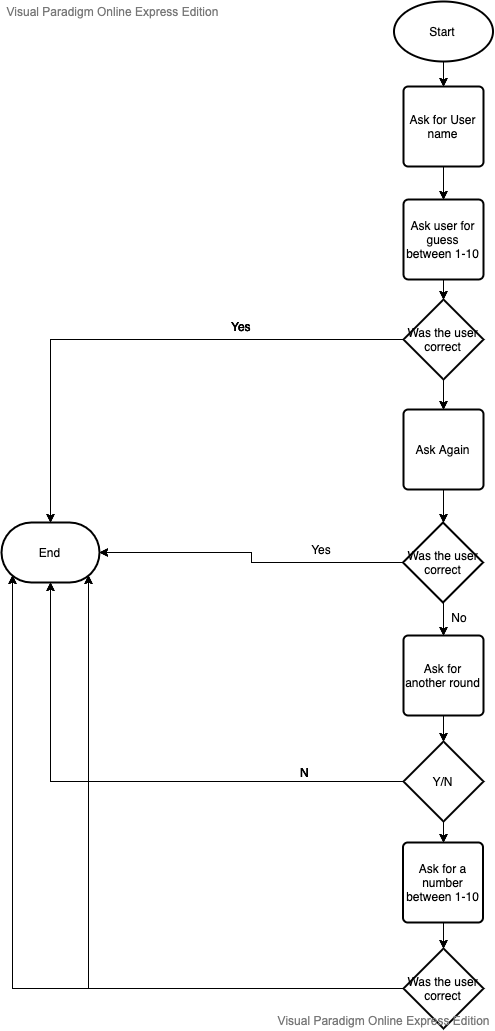 Visual Paradigm Online Express Edition
Start
Ask for User
name
Ask user for
guess
between 1-10
Yes
Was the user
correct
Ask Again
End
Yes
Was the user
correct
No
Ask for
another round
N
Y/N
Ask for a
number
between 1-10
Was the user
correct
Visual Paradigm Online Express Edition